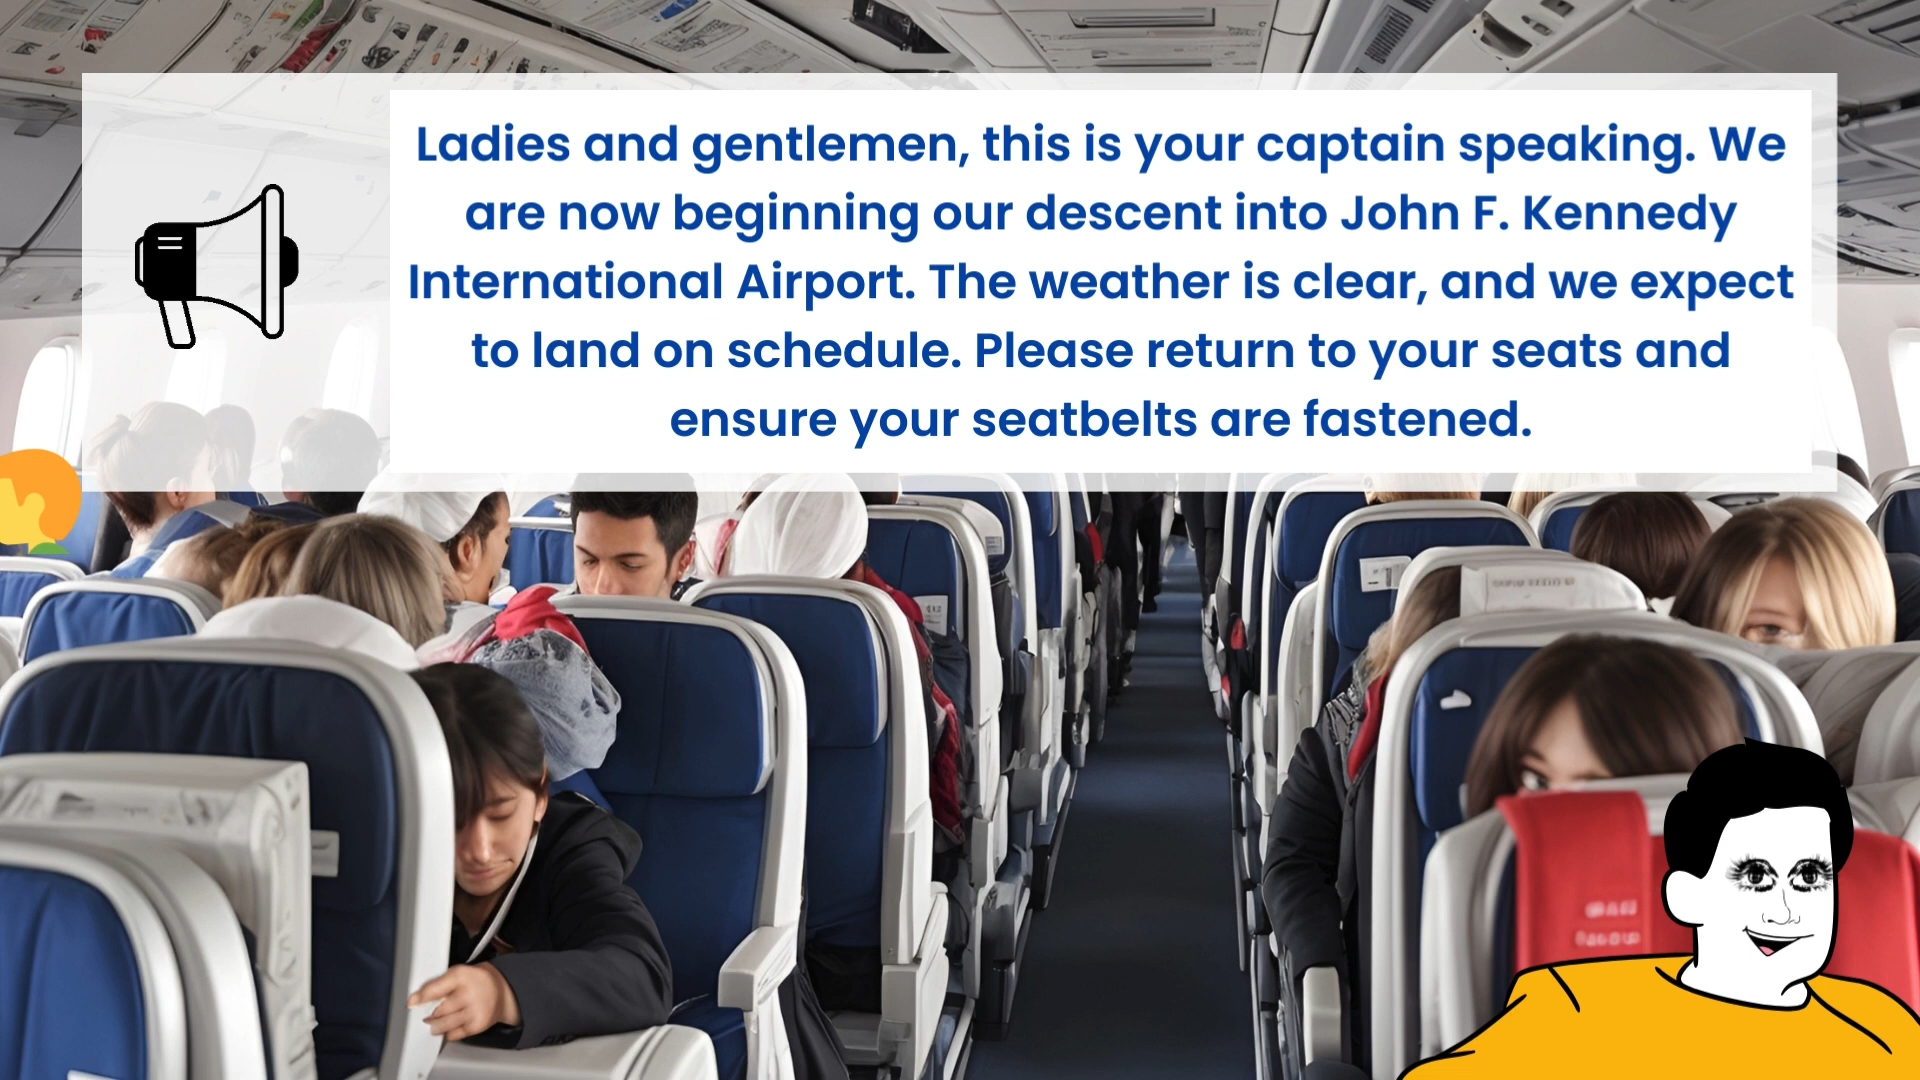 Ladies and gentlemen, this is your captain speaking. We
are now beginning our descent into John F. Kennedy
International Airport. The weather is clear, and we expect
to land on schedule. Please return to your seats and
ensure your seatbelts are fastened.